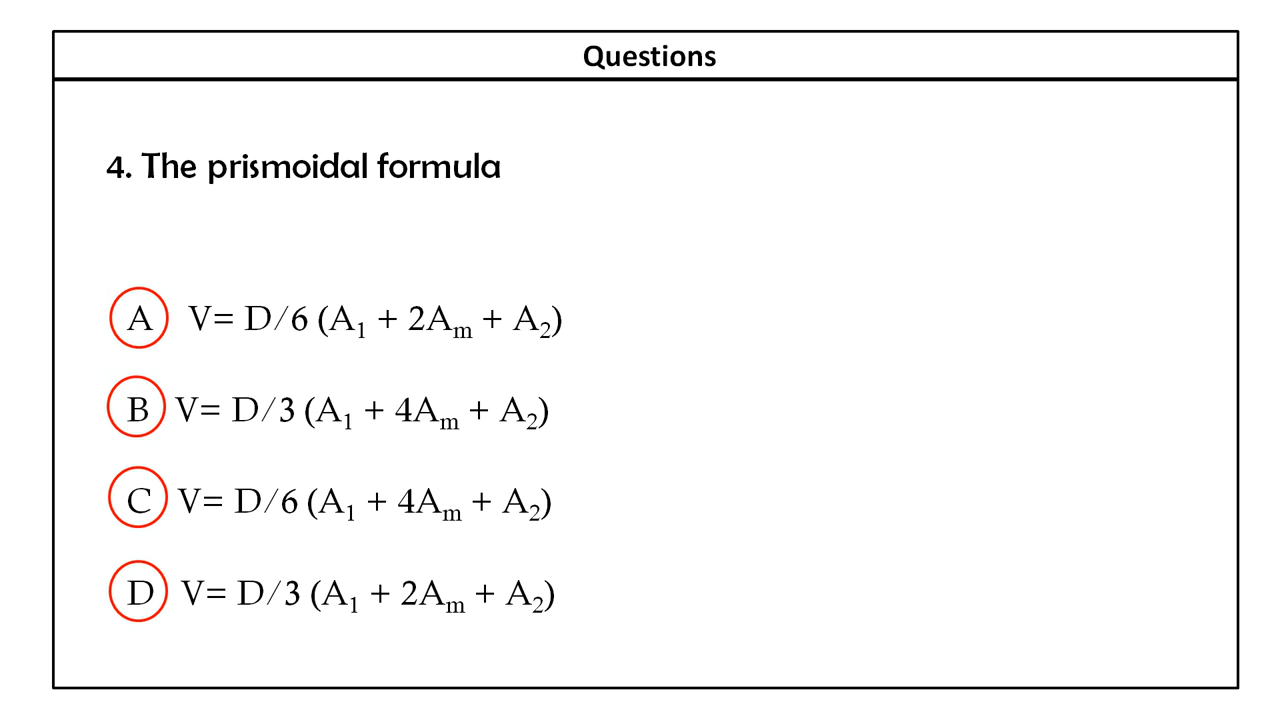 Questions
4. The prismoidal formula
A V= D/6 (A₁ + 2Aₘ + A₂)
B V= D/3 (A₁ + 4Aₘ + A₂)
C V= D/6 (A₁ + 4Aₘ + A₂)
D V= D/3 (A₁ + 2Aₘ + A₂)